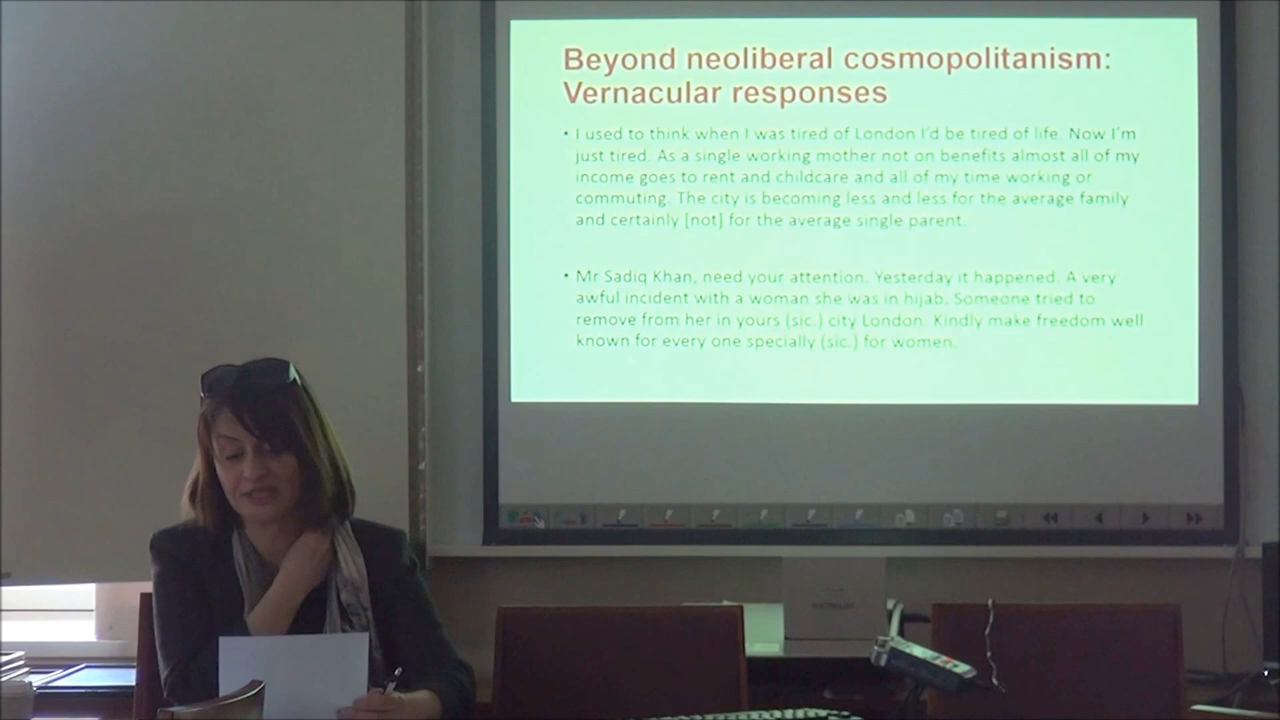 Beyond neoliberal cosmopolitanism:
Vernacular responses
• I used to think when I was tired of London I'd be tired of life. Now I'm
just tired. As a single working mother not on benefits almost all of my
income goes to rent and childcare and all of my time working or
commuting. The city is becoming less and less for the average family
and certainly [not] for the average single parent.
• Mr Sadiq Khan, need your attention. Yesterday it happened. A very
awful incident with a woman she was in hijab. Someone tried to
remove from her in yours (sic.) city London. Kindly make freedom well
known for every one specially (sic.) for women.